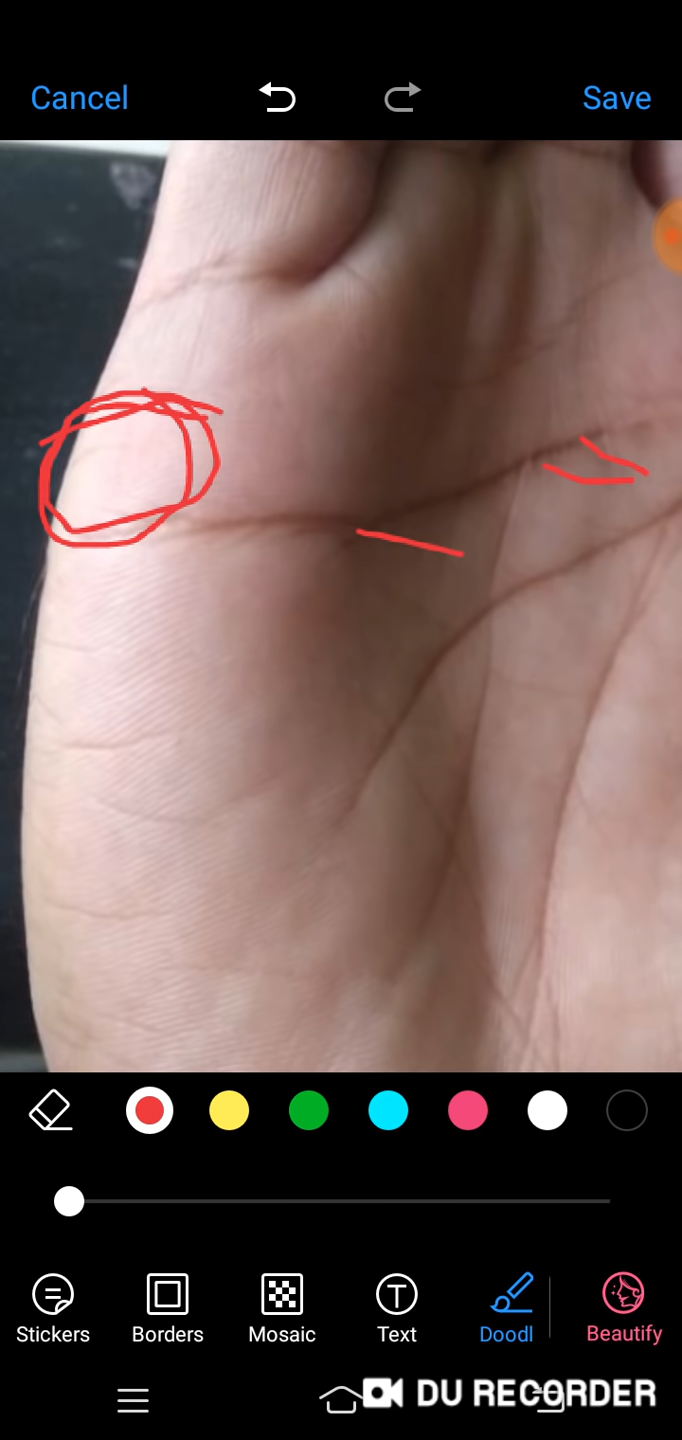 Cancel
Save
Stickers
Borders
Mosaic
Text
Doodl
Beautify
DU RECORDER